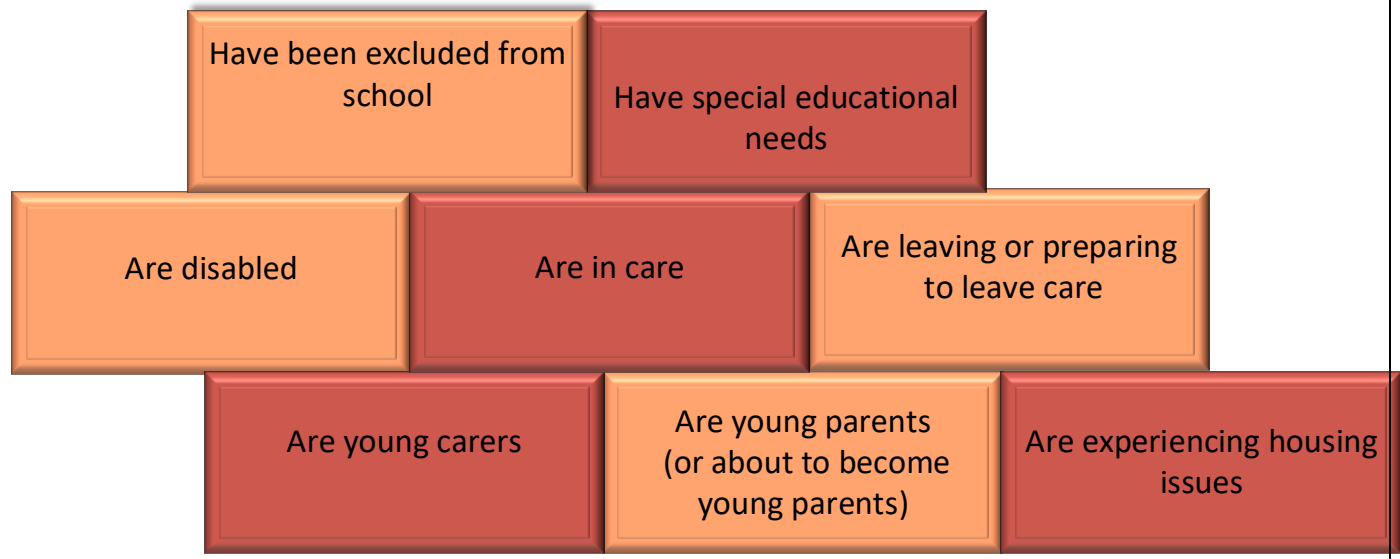 Have been excluded from
school
Have special educational
needs
Are disabled
Are in care
Are leaving or preparing
to leave care
Are young carers
Are young parents
(or about to become
young parents)
Are experiencing housing
issues